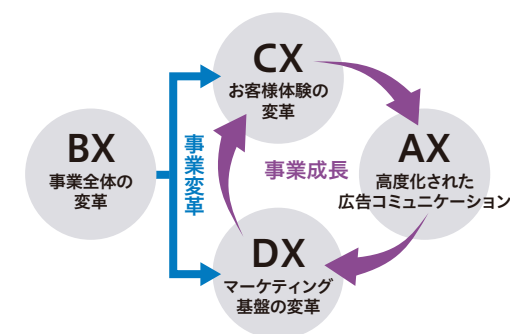 BX
事業全体の
変革
事業変革
CX
お客様体験の
変革
事業成長
AX
高度化された
広告コミュニケーション
DX
マーケティング
基盤の変革